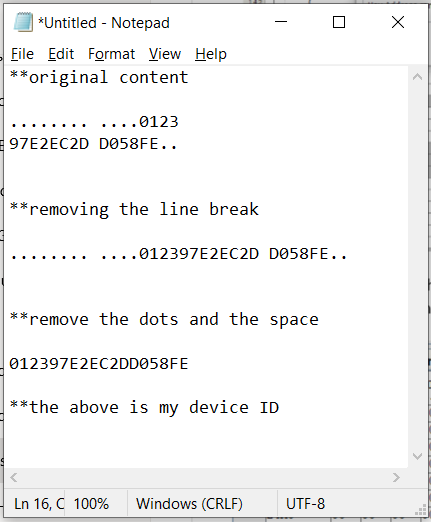 *Untitled - Notepad
File Edit Format View Help
**original content
........ ....0123
97E2EC2D D058FE..
**removing the line break
........ ....012397E2EC2D D058FE..
**remove the dots and the space
012397E2EC2DD058FE
**the above is my device ID
Ln 16, C 100% Windows (CRLF) UTF-8